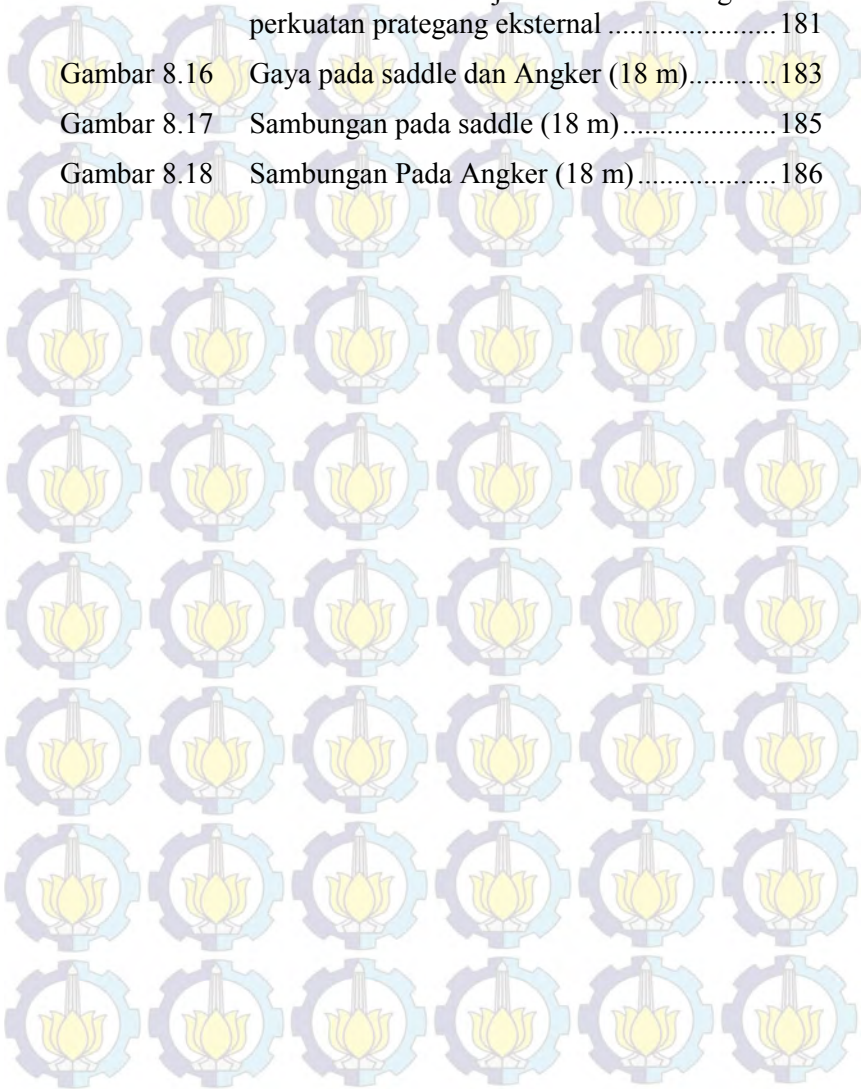 perkuatan prategang eksternal ...................... 181
Gambar 8.16 Gaya pada saddle dan Angker (18 m)............ 183
Gambar 8.17 Sambungan pada saddle (18 m) .................... 185
Gambar 8.18 Sambungan Pada Angker (18 m) .................. 186